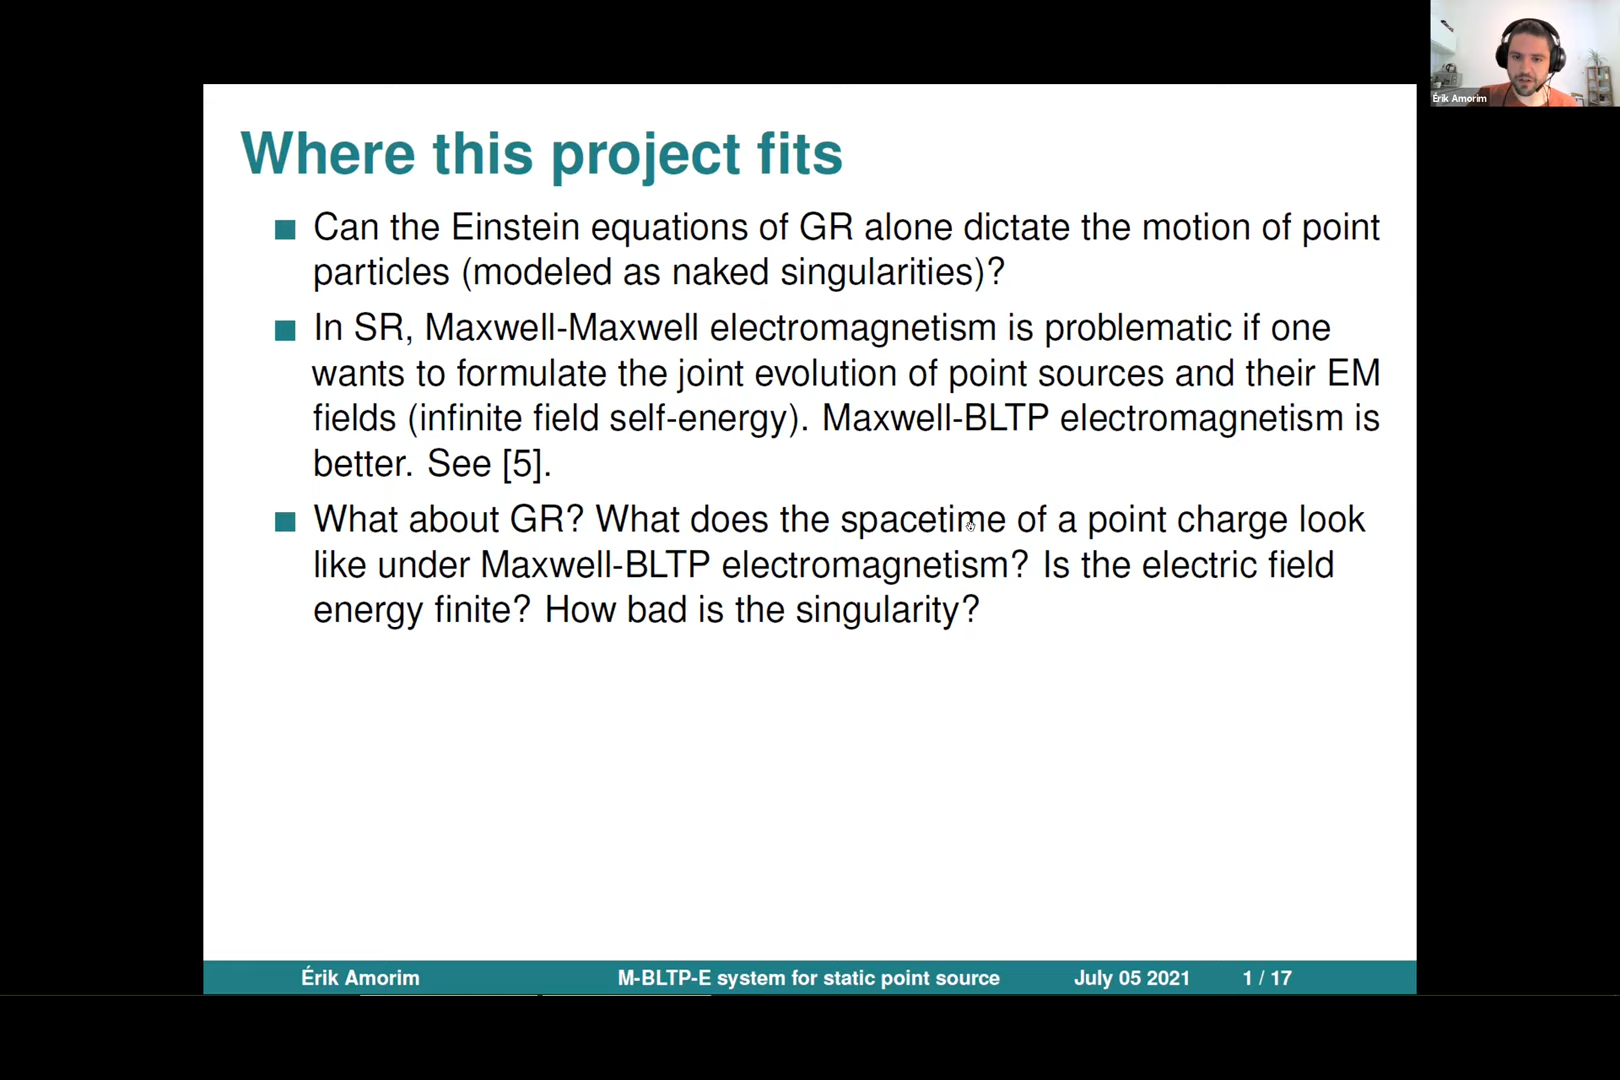 Érik Amorim
Where this project fits
Can the Einstein equations of GR alone dictate the motion of point
particles (modeled as naked singularities)?
In SR, Maxwell-Maxwell electromagnetism is problematic if one
wants to formulate the joint evolution of point sources and their EM
fields (infinite field self-energy). Maxwell-BLTP electromagnetism is
better. See [5].
What about GR? What does the spacetime of a point charge look
like under Maxwell-BLTP electromagnetism? Is the electric field
energy finite? How bad is the singularity?
Érik Amorim M-BLTP-E system for static point source July 05 2021 1 / 17